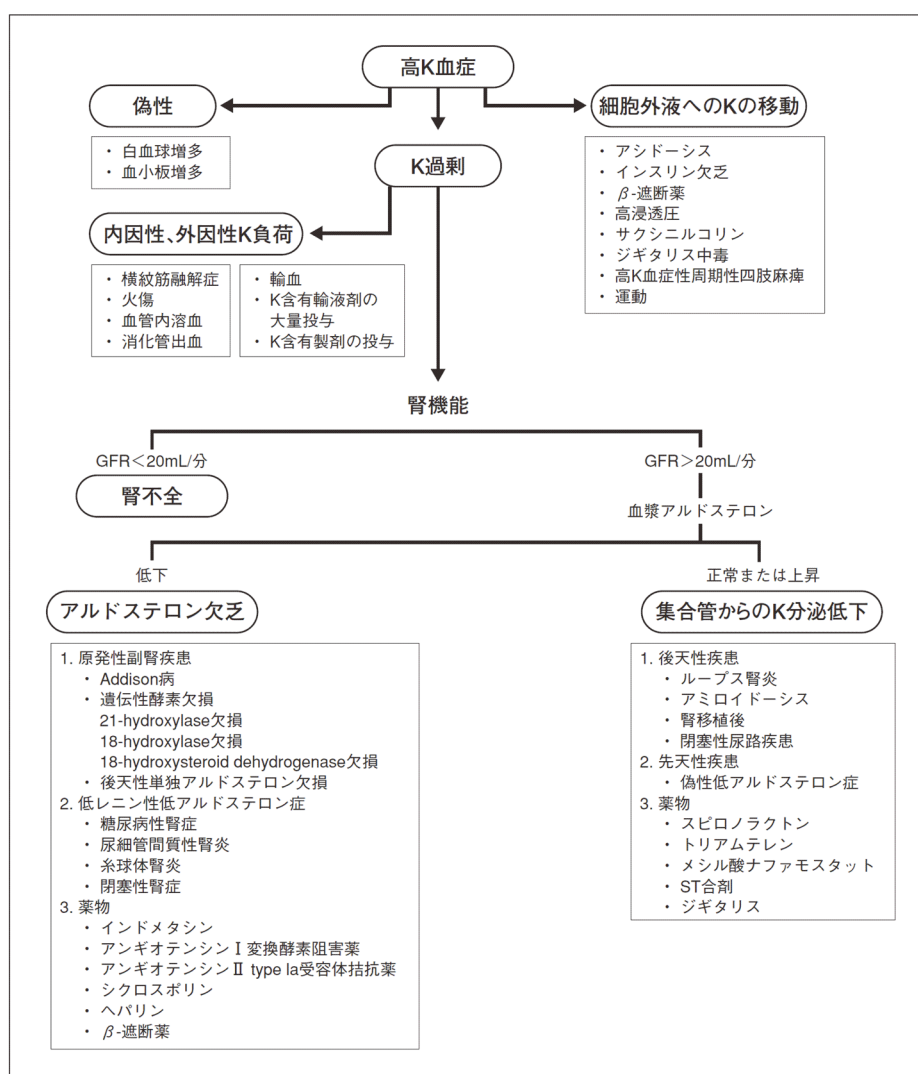 高K血症
偽性
細胞外液へのKの移動
・ 白血球増多
・ 血小板増多
K過剰
・ アシドーシス
・ インスリン欠乏
・ β-遮断薬
・ 高浸透圧
・ サクシニルコリン
・ ジギタリス中毒
・ 高K血症性周期性四肢麻痺
・ 運動
内因性、外因性K負荷
・ 横紋筋融解症
・ 火傷
・ 血管内溶血
・ 消化管出血
・ 輸血
・ K含有輸液剤の
大量投与
・ K含有製剤の投与
腎機能
GFR<20mL/分
GFR>20mL/分
腎不全
血漿アルドステロン
低下
正常または上昇
アルドステロン欠乏
集合管からのK分泌低下
1. 原発性副腎疾患
・ Addison病
・ 遺伝性酵素欠損
21-hydroxylase欠損
18-hydroxylase欠損
18-hydroxysteroid dehydrogenase欠損
・ 後天性単独アルドステロン欠損
2. 低レニン性低アルドステロン症
・ 糖尿病性腎症
・ 尿細管間質性腎炎
・ 糸球体腎炎
・ 閉塞性腎症
3. 薬物
・ インドメタシン
・ アンギオテンシンⅠ変換酵素阻害薬
・ アンギオテンシンⅡ type Ia受容体拮抗薬
・ シクロスポリン
・ ヘパリン
・ β-遮断薬
1. 後天性疾患
・ ループス腎炎
・ アミロイドーシス
・ 腎移植後
・ 閉塞性尿路疾患
2. 先天性疾患
・ 偽性低アルドステロン症
3. 薬物
・ スピロノラクトン
・ トリアムテレン
・ メシル酸ナファモスタット
・ ST合剤
・ ジギタリス